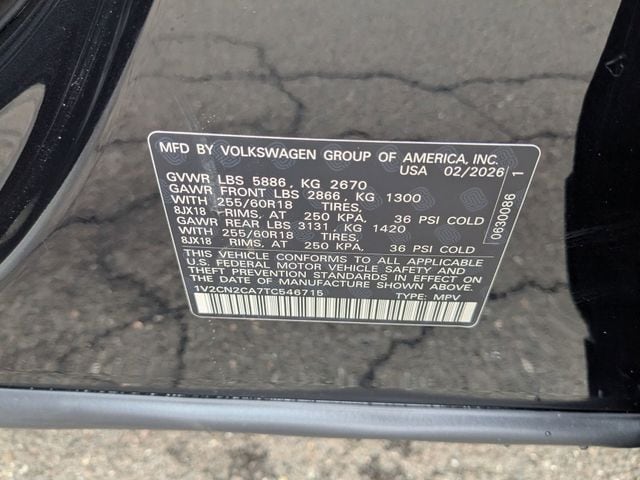 MFD BY VOLKSWAGEN GROUP OF AMERICA, INC.
USA 02/2026 1
GVWR LBS 5886, KG 2670
GAWR FRONT LBS 2866, KG 1300
WITH 255/60R18 TIRES,
8JX18 RIMS, AT 250 KPA, 36 PSI COLD
GAWR REAR LBS 3131, KG 1420
WITH 255/60R18 TIRES,
8JX18 RIMS, AT 250 KPA, 36 PSI COLD
0630086
THIS VEHICLE CONFORMS TO ALL APPLICABLE
U.S. FEDERAL MOTOR VEHICLE SAFETY AND
THEFT PREVENTION STANDARDS IN EFFECT ON
THE DATE OF MANUFACTURE SHOWN ABOVE.
1V2CN2CA7TC546715 TYPE: MPV